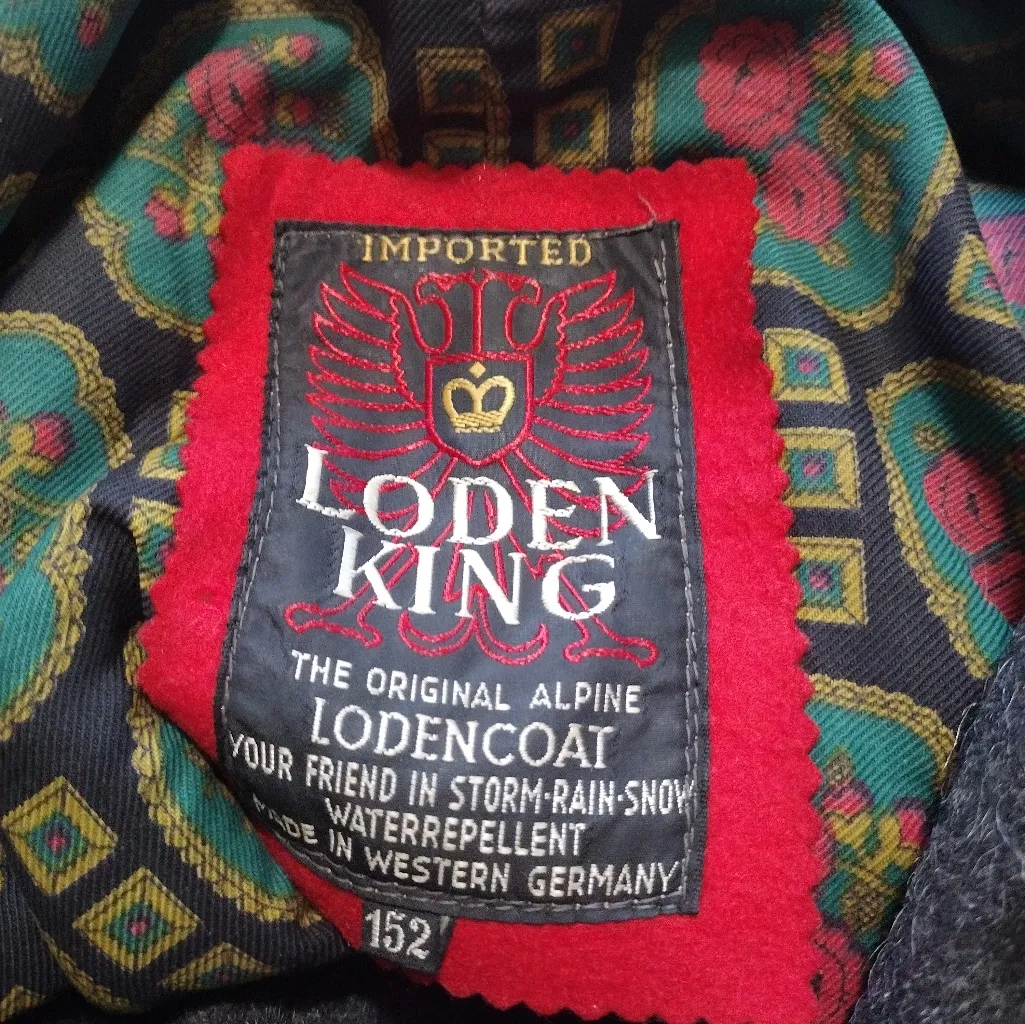 IMPORTED
LODEN
KING
THE ORIGINAL ALPINE
LODENCOAT
YOUR FRIEND IN STORM-RAIN-SNOW
WATERREPELLENT
MADE IN WESTERN GERMANY
152